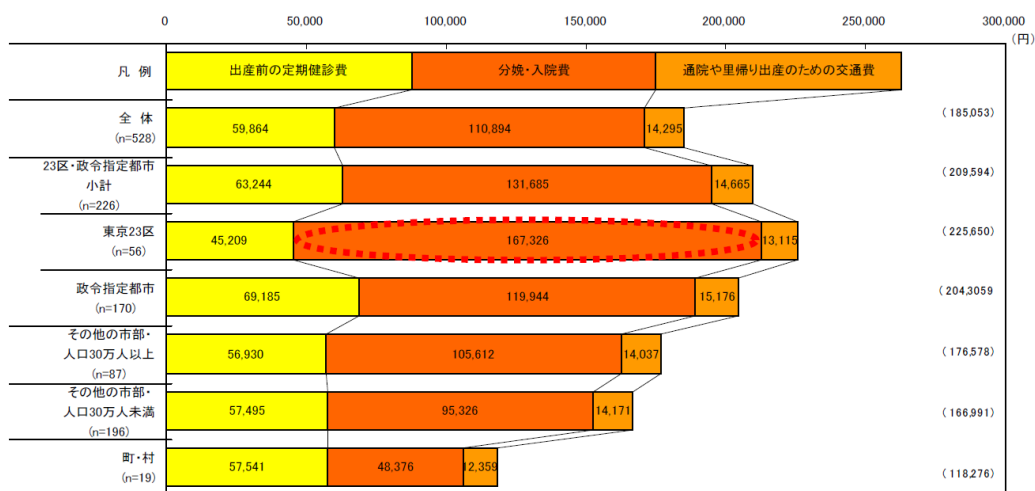 0 50,000 100,000 150,000 200,000 250,000 300,000
(円)
凡 例 出産前の定期健診費 分娩・入院費 通院や里帰り出産のための交通費
全 体
(n=528)
59,864 110,894 14,295 (185,053)
23区・政令指定都市
小計
(n=226)
63,244 131,685 14,665 (209,594)
東京23区
(n=56)
45,209 167,326 13,115 (225,650)
政令指定都市
(n=170)
69,185 119,944 15,176 (204,3059
その他の市部・
人口30万人以上
(n=87)
56,930 105,612 14,037 (176,578)
その他の市部・
人口30万人未満
(n=196)
57,495 95,326 14,171 (166,991)
町・村
(n=19)
57,541 48,376 12,359 (118,276)